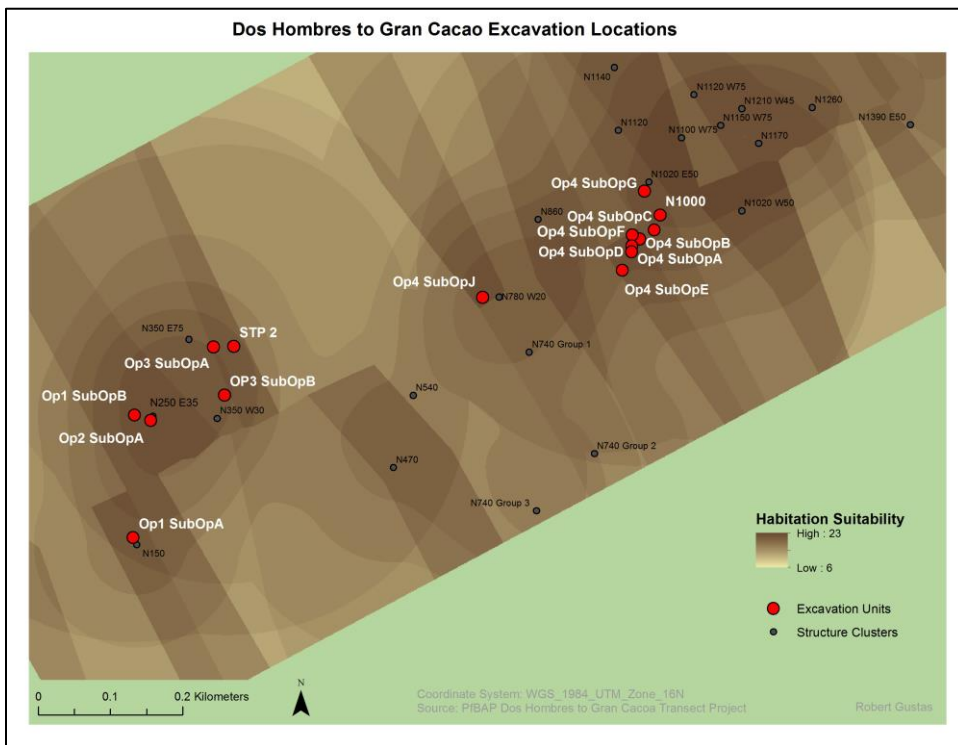 Dos Hombres to Gran Cacao Excavation Locations
N1140
N1120 W75
N1210 W45
N1260
N1120
N1150 W75
N1390 E50
N1100 W75
N1170
N1020 E50
Op4 SubOpG
N1000
N1020 W50
Op4 SubOpC
N860
Op4 SubOpF
Op4 SubOpB
Op4 SubOpD
Op4 SubOpA
Op4 SubOpJ
Op4 SubOpE
N780 W20
N350 E75
STP 2
Op3 SubOpA
N740 Group 1
OP3 SubOpB
Op1 SubOpB
N250 E35
N540
N350 W30
Op2 SubOpA
N740 Group 2
N470
N740 Group 3
Op1 SubOpA
N150
Habitation Suitability
High : 23
Low : 6
Excavation Units
Structure Clusters
0 0.1 0.2 Kilometers
N
Coordinate System: WGS_1984_UTM_Zone_16N
Source: PfBAP Dos Hombres to Gran Cacoa Transect Project
Robert Gustas